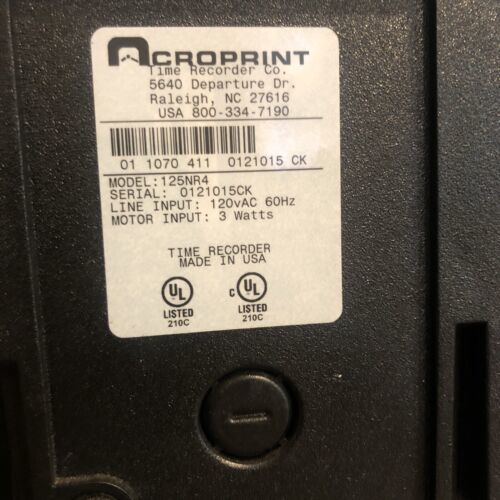 ACROPRINT
Time Recorder Co.
5640 Departure Dr.
Raleigh, NC 27616
USA 800-334-7190
01 1070 411 0121015 CK
MODEL:125NR4
SERIAL: 0121015CK
LINE INPUT: 120vAC 60Hz
MOTOR INPUT: 3 Watts
TIME RECORDER
MADE IN USA
UL C UL
LISTED LISTED
210C 210C